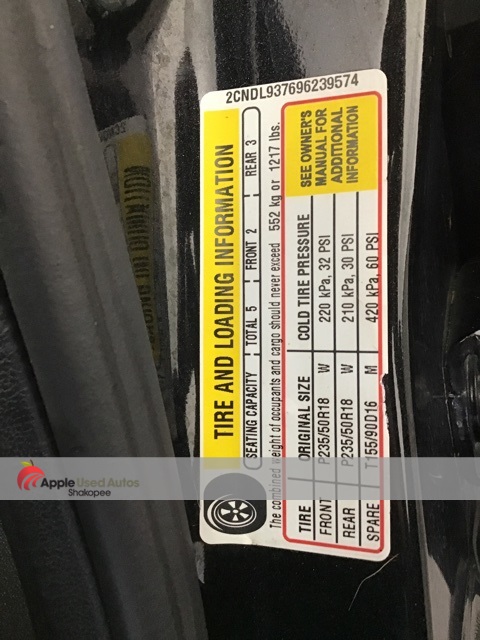 2CNDL937696239574
TIRE AND LOADING INFORMATION
SEATING CAPACITY TOTAL 5 FRONT 2 REAR 3
The combined weight of occupants and cargo should never exceed 552 kg or 1217 lbs.
TIRE ORIGINAL SIZE COLD TIRE PRESSURE
FRONT P235/50R18 W 220 kPa, 32 PSI
REAR P235/50R18 W 210 kPa, 30 PSI
SPARE T155/90D16 M 420 kPa, 60 PSI
SEE OWNER'S
MANUAL FOR
ADDITIONAL
INFORMATION
Apple Used Autos
Shakopee